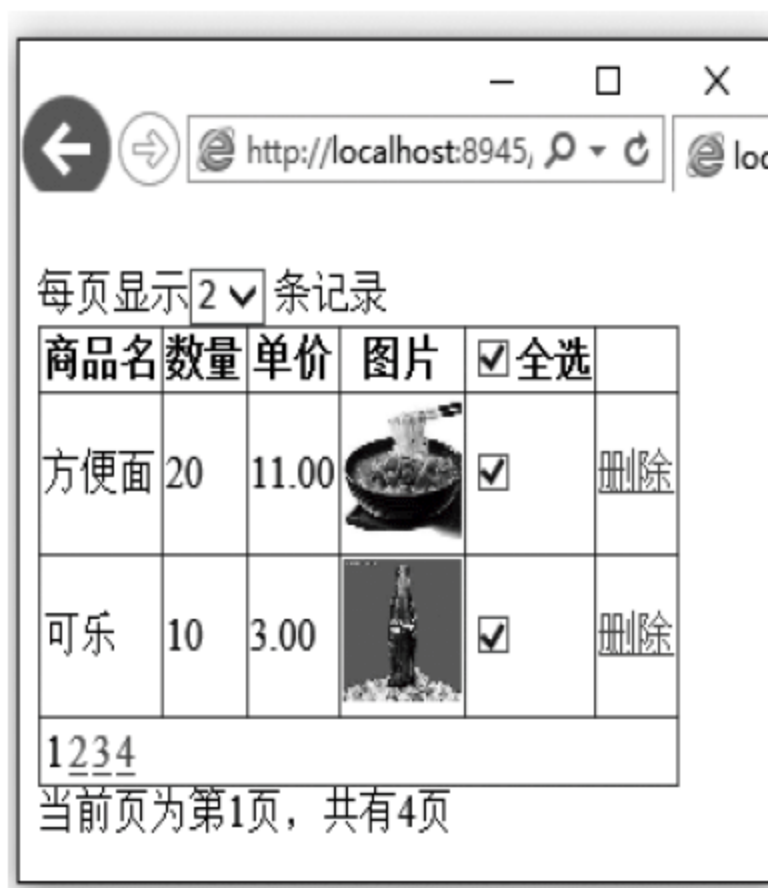 http://localhost:8945/
loc
每页显示2 条记录
商品名 数量 单价 图片 全选
方便面 20 11.00 删除
可乐 10 3.00 删除
1234
当前页为第1页，共有4页